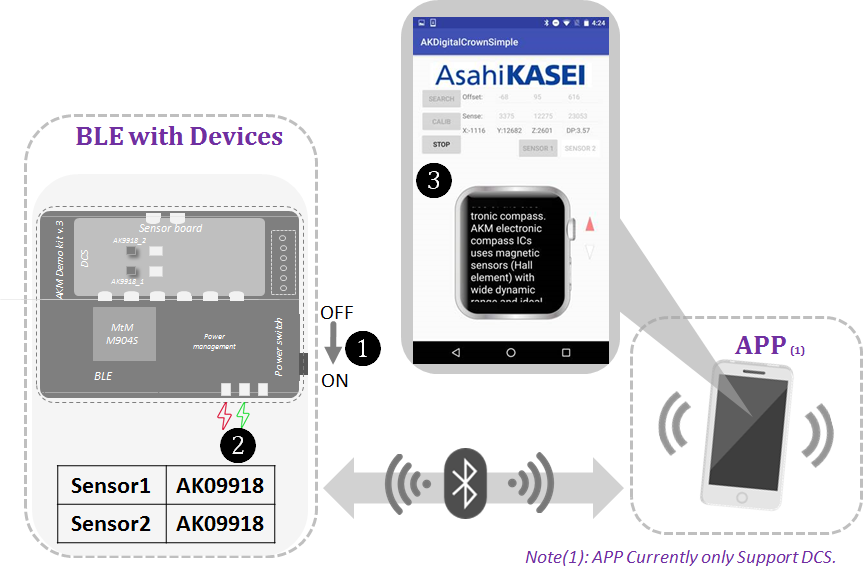 BLE with Devices
AKM Demo kit v.3
Sensor board
DCS
AK9918_2
AK9918_1
MtM
M904S
Power
management
Power switch
BLE
OFF
1
ON
2
Sensor1 AK09918
Sensor2 AK09918
4:24
AKDigitalCrownSimple
AsahiKASEI
SEARCH Offset: -68 95 616
CALIB Sense: 3375 12275 23053
X:-1116 Y:12682 Z:2601 DP:3.57
STOP
SENSOR 1 SENSOR 2
3
tronic compass.
AKM electronic
compass ICs
uses magnetic
sensors (Hall
element) with
wide dynamic
range and ideal
APP (1)
Note(1): APP Currently only Support DCS.